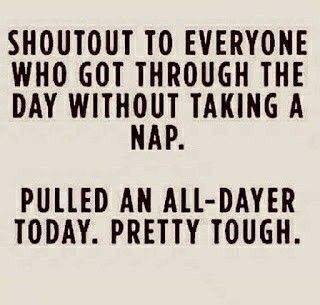 SHOUTOUT TO EVERYONE
WHO GOT THROUGH THE
DAY WITHOUT TAKING A
NAP.
PULLED AN ALL-DAYER
TODAY. PRETTY TOUGH.